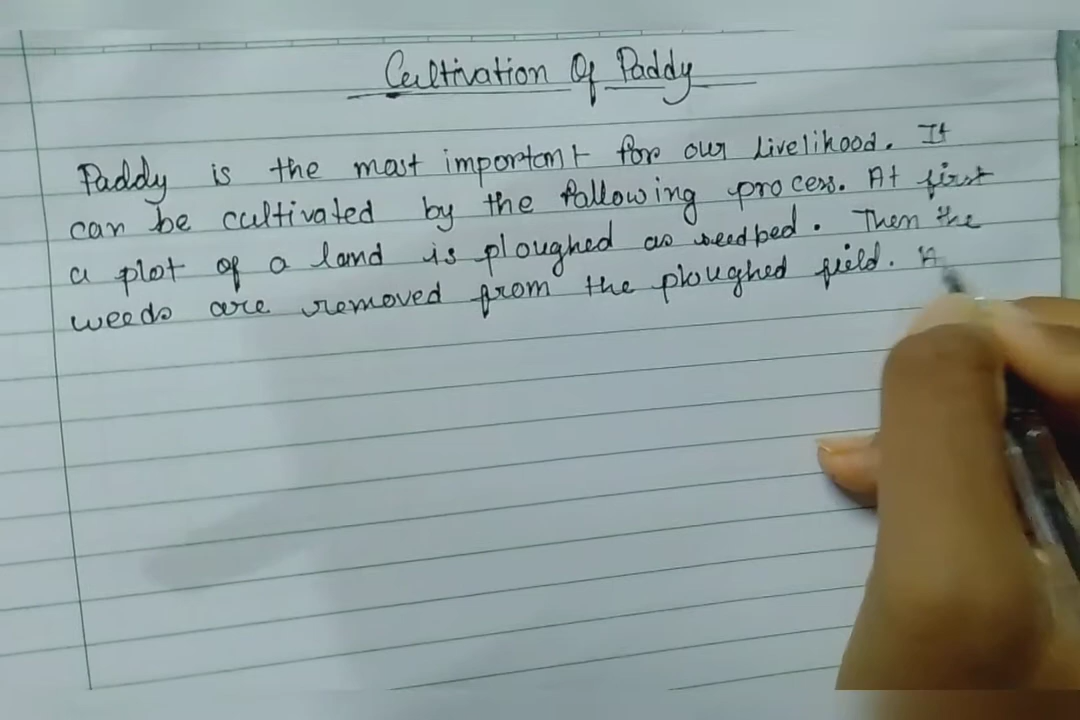 Cultivation Of Paddy
Paddy is the most important for our livelihood. It
can be cultivated by the following process. At first
a plot of a land is ploughed as seedbed. Then the
weeds are removed from the ploughed field.